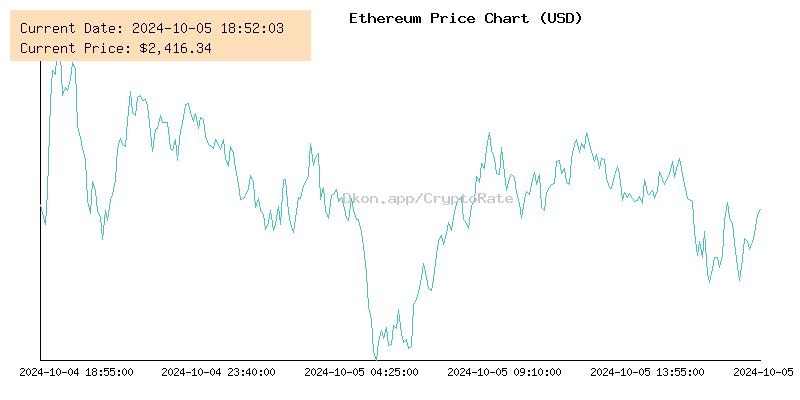 Ethereum Price Chart (USD)
Current Date: 2024-10-05 18:52:03
Current Price: $2,416.34
Dkon.app/CryptoRate
2024-10-04 18:55:00
2024-10-04 23:40:00
2024-10-05 04:25:00
2024-10-05 09:10:00
2024-10-05 13:55:00
2024-10-05